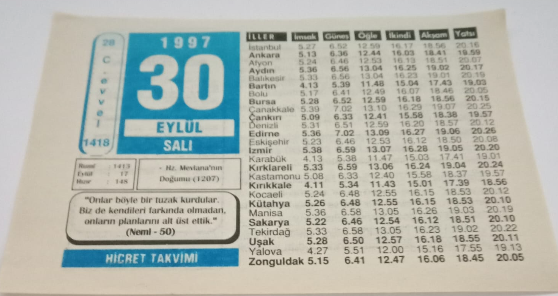 1997
28
C. evvel
1418
30
EYLÜL
SALI
Rumî : 1413
Eylül : 17
Hızır : 148
- Hz. Mevlana'nın
Doğumu (1207)
"Onlar böyle bir tuzak kurdular.
Biz de kendileri farkında olmadan,
onların planlarını alt üst ettik."
(Neml - 50)
HİCRET TAKVİMİ
İLLER İmsak Güneş Öğle İkindi Akşam Yatsı
İstanbul 5.27 6.52 12.59 16.17 18.56 20.16
Ankara 5.13 6.36 12.44 16.03 18.41 19.59
Afyon 5.24 6.46 12.53 16.13 18.51 20.07
Aydın 5.36 6.56 13.04 16.25 19.02 20.17
Balıkesir 5.33 6.56 13.04 16.23 19.01 20.19
Bartın 4.13 5.39 11.48 15.04 17.43 19.03
Bolu 5.17 6.41 12.49 16.07 18.46 20.05
Bursa 5.28 6.52 12.59 16.18 18.56 20.15
Çanakkale 5.39 7.02 13.10 16.29 19.07 20.25
Çankırı 5.09 6.33 12.41 15.58 18.38 19.57
Denizli 5.31 6.51 12.59 16.20 18.57 20.12
Edirne 5.36 7.02 13.09 16.27 19.06 20.26
Eskişehir 5.23 6.46 12.53 16.12 18.50 20.08
İzmir 5.38 6.59 13.07 16.28 19.05 20.20
Karabük 4.13 5.38 11.47 15.03 17.41 19.01
Kırklareli 5.33 6.59 13.06 16.24 19.04 20.24
Kastamonu 5.08 6.33 12.40 15.58 18.37 19.57
Kırıkkale 4.11 5.34 11.43 15.01 17.39 18.56
Kocaeli 5.24 6.48 12.55 16.15 18.53 20.12
Kütahya 5.26 6.48 12.55 16.15 18.53 20.10
Manisa 5.36 6.58 13.05 16.26 19.03 20.19
Sakarya 5.22 6.46 12.54 16.12 18.51 20.10
Tekirdağ 5.33 6.58 13.05 16.23 19.02 20.22
Uşak 5.28 6.50 12.57 16.18 18.55 20.11
Yalova 4.27 5.51 12.00 15.16 17.55 19.13
Zonguldak 5.15 6.41 12.47 16.06 18.45 20.05